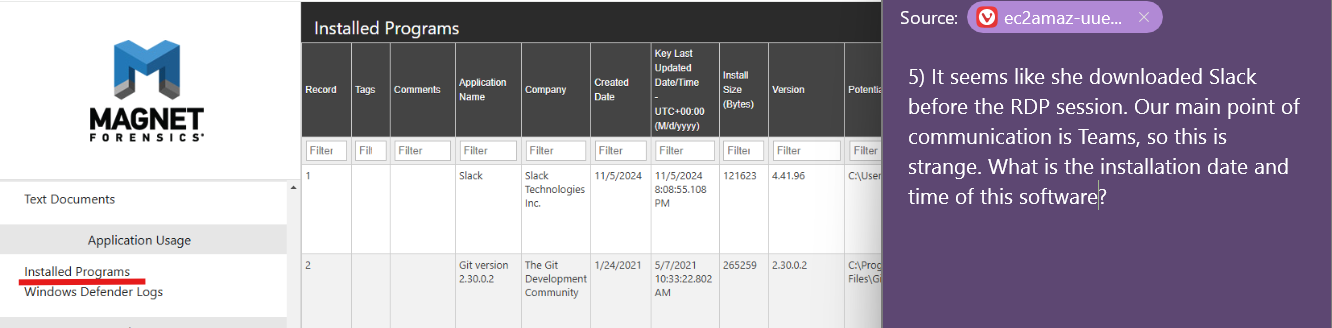 MAGNET
FORENSICS
Text Documents
Application Usage
Installed Programs
Windows Defender Logs
Installed Programs
Record
Tags
Comments
Application
Name
Company
Created
Date
Key Last
Updated
Date/Time
-
UTC+00:00
(M/d/yyyy)
Install
Size
(Bytes)
Version
Potentia
Filter
Filt
Filter
Filter
Filter
Filter
Filter
Filter
Filter
Filter
1
Slack
Slack
Technologies
Inc.
11/5/2024
11/5/2024
8:08:55.108
PM
121623
4.41.96
C:\User
2
Git version
2.30.0.2
The Git
Development
Community
1/24/2021
5/7/2021
10:33:22.802
AM
265259
2.30.0.2
C:\Prog
Files\Gi
Source: ec2amaz-uue...
5) It seems like she downloaded Slack
before the RDP session. Our main point of
communication is Teams, so this is
strange. What is the installation date and
time of this software?